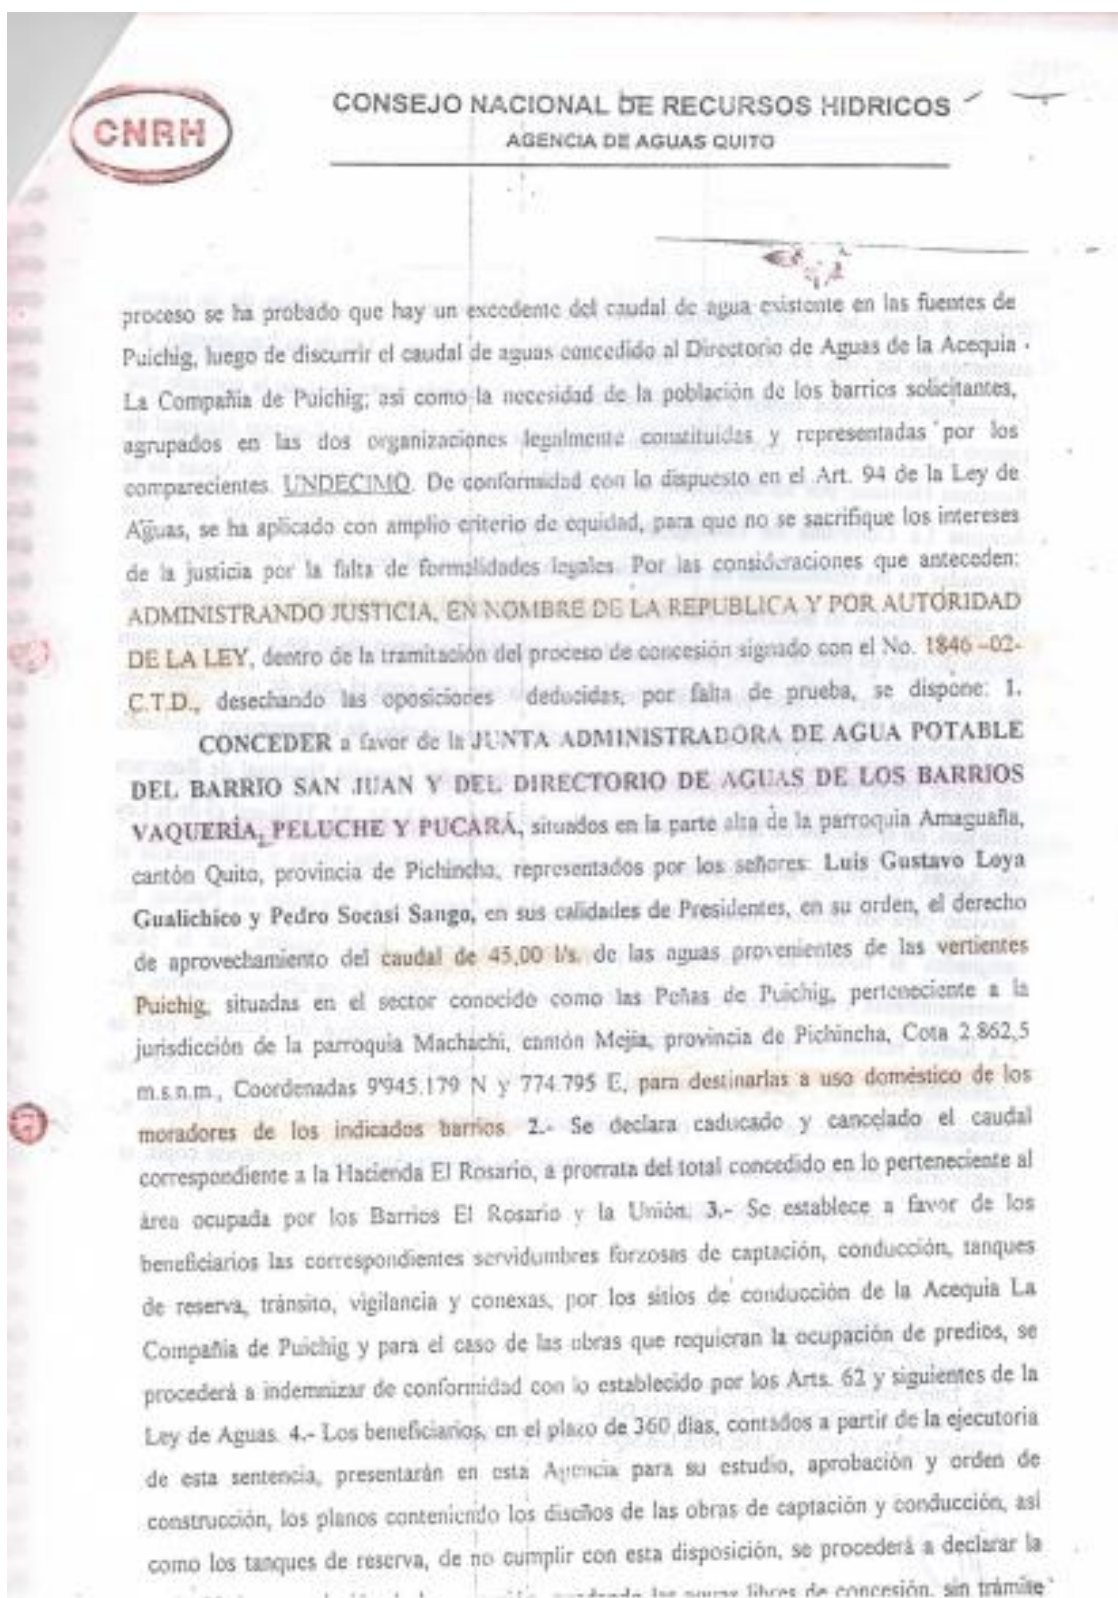 CNRH
CONSEJO NACIONAL DE RECURSOS HIDRICOS
AGENCIA DE AGUAS QUITO
proceso se ha probado que hay un excedente del caudal de agua existente en las fuentes de
Puichig, luego de discurrir el caudal de aguas concedido al Directorio de Aguas de la Acequia
La Compañía de Puichig; así como la necesidad de la población de los barrios solicitantes,
agrupados en las dos organizaciones legalmente constituidas y representadas por los
comparecientes. UNDECIMO. De conformidad con lo dispuesto en el Art. 94 de la Ley de
Aguas, se ha aplicado con amplio criterio de equidad, para que no se sacrifique los intereses
de la justicia por la falta de formalidades legales. Por las consideraciones que anteceden:
ADMINISTRANDO JUSTICIA, EN NOMBRE DE LA REPUBLICA Y POR AUTORIDAD
DE LA LEY, dentro de la tramitación del proceso de concesión signado con el No. 1846 –02-
C.T.D., desechando las oposiciones deducidas, por falta de prueba, se dispone: 1.
CONCEDER a favor de la JUNTA ADMINISTRADORA DE AGUA POTABLE
DEL BARRIO SAN JUAN Y DEL DIRECTORIO DE AGUAS DE LOS BARRIOS
VAQUERÍA, PELUCHE Y PUCARÁ, situados en la parte alta de la parroquia Amaguaña,
cantón Quito, provincia de Pichincha, representados por los señores: Luis Gustavo Loya
Gualichico y Pedro Socasi Sango, en sus calidades de Presidentes, en su orden, el derecho
de aprovechamiento del caudal de 45,00 l/s. de las aguas provenientes de las vertientes
Puichig, situadas en el sector conocido como las Peñas de Puichig, perteneciente a la
jurisdicción de la parroquia Machachi, cantón Mejía, provincia de Pichincha, Cota 2.862,5
m.s.n.m., Coordenadas 9'945.179 N y 774.795 E, para destinarlas a uso doméstico de los
moradores de los indicados barrios. 2.- Se declara caducado y cancelado el caudal
correspondiente a la Hacienda El Rosario, a prorrata del total concedido en lo perteneciente al
área ocupada por los Barrios El Rosario y la Unión. 3.- Se establece a favor de los
beneficiarios las correspondientes servidumbres forzosas de captación, conducción, tanques
de reserva, tránsito, vigilancia y conexas, por los sitios de conducción de la Acequia La
Compañía de Puichig y para el caso de las obras que requieran la ocupación de predios, se
procederá a indemnizar de conformidad con lo establecido por los Arts. 62 y siguientes de la
Ley de Aguas. 4.- Los beneficiarios, en el plazo de 360 días, contados a partir de la ejecutoria
de esta sentencia, presentarán en esta Agencia para su estudio, aprobación y orden de
construcción, los planos conteniendo los diseños de las obras de captación y conducción, así
como los tanques de reserva, de no cumplir con esta disposición, se procederá a declarar la
las aguas libres de concesión, sin trámite